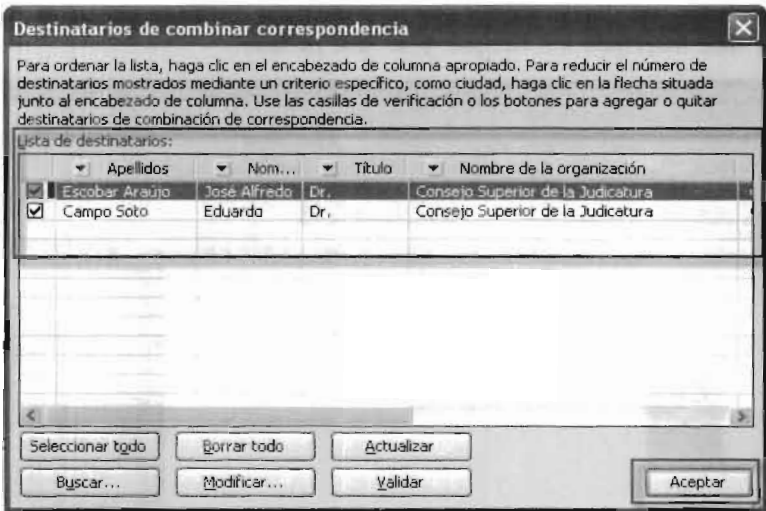 Destinatarios de combinar correspondencia
Para ordenar la lista, haga clic en el encabezado de columna apropiado. Para reducir el número de
destinatarios mostrados mediante un criterio específico, como ciudad, haga clic en la flecha situada
junto al encabezado de columna. Use las casillas de verificación o los botones para agregar o quitar
destinatarios de combinación de correspondencia.
Lista de destinatarios:
Apellidos Nom... Título Nombre de la organización
Escobar Araújo José Alfredo Dr. Consejo Superior de la Judicatura
Campo Soto Eduardo Dr. Consejo Superior de la Judicatura
Seleccionar todo Borrar todo Actualizar
Buscar... Modificar... Validar Aceptar